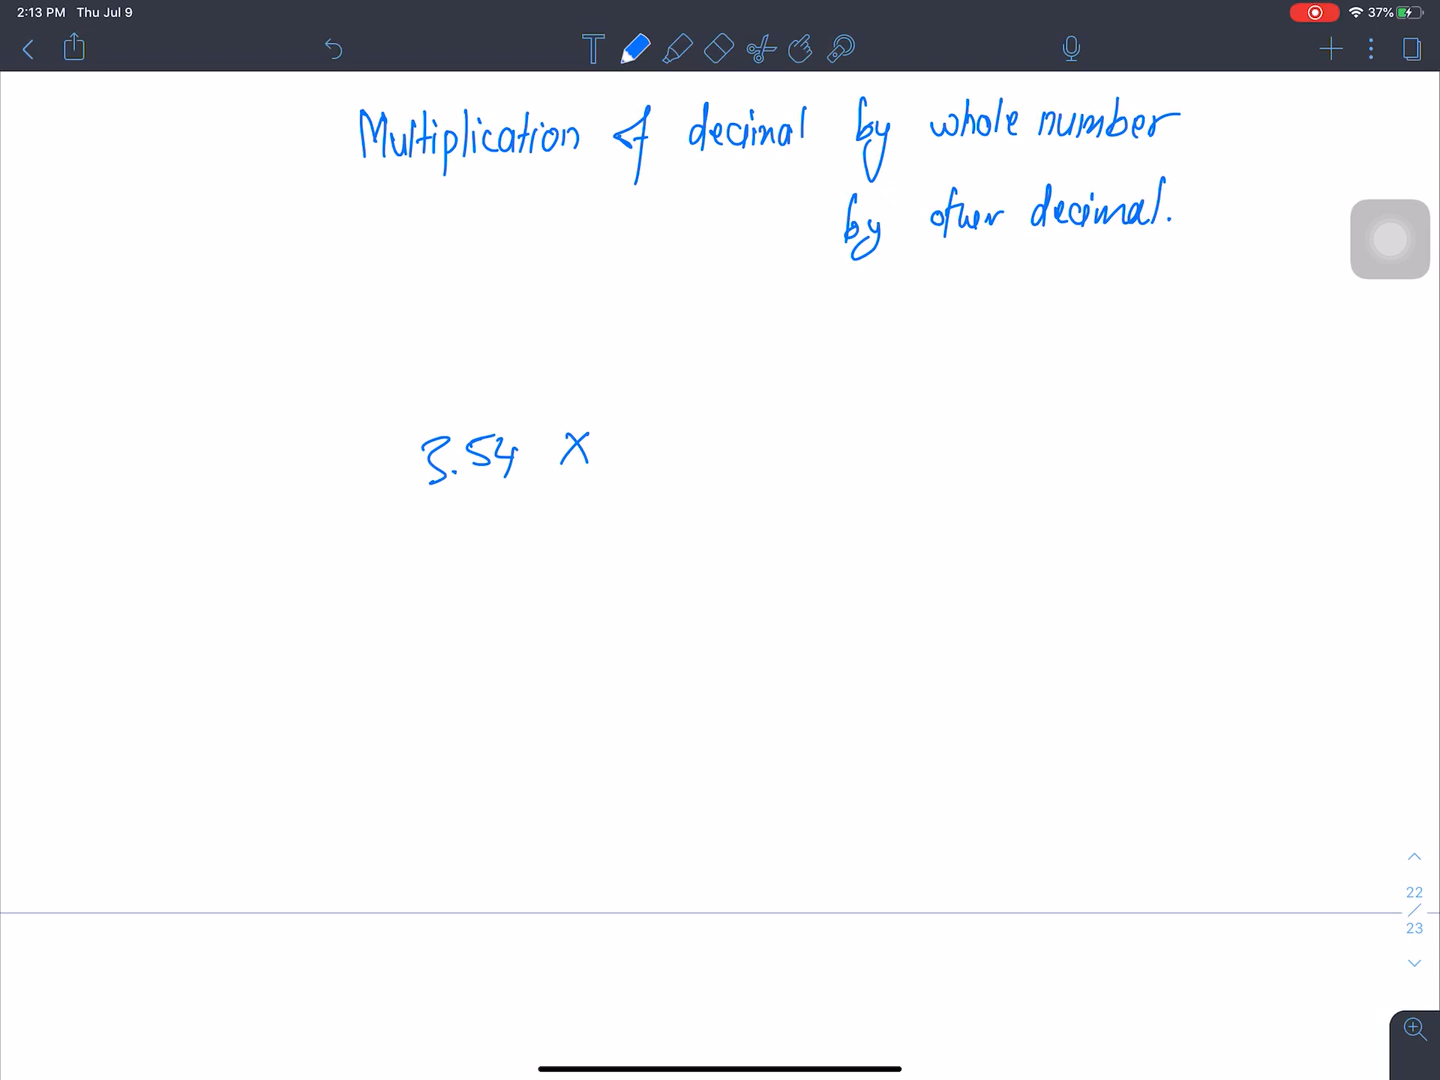 2:13 PM Thu Jul 9
37%
Multiplication of decimal by whole number
by other decimal.
3.54 x
22
23